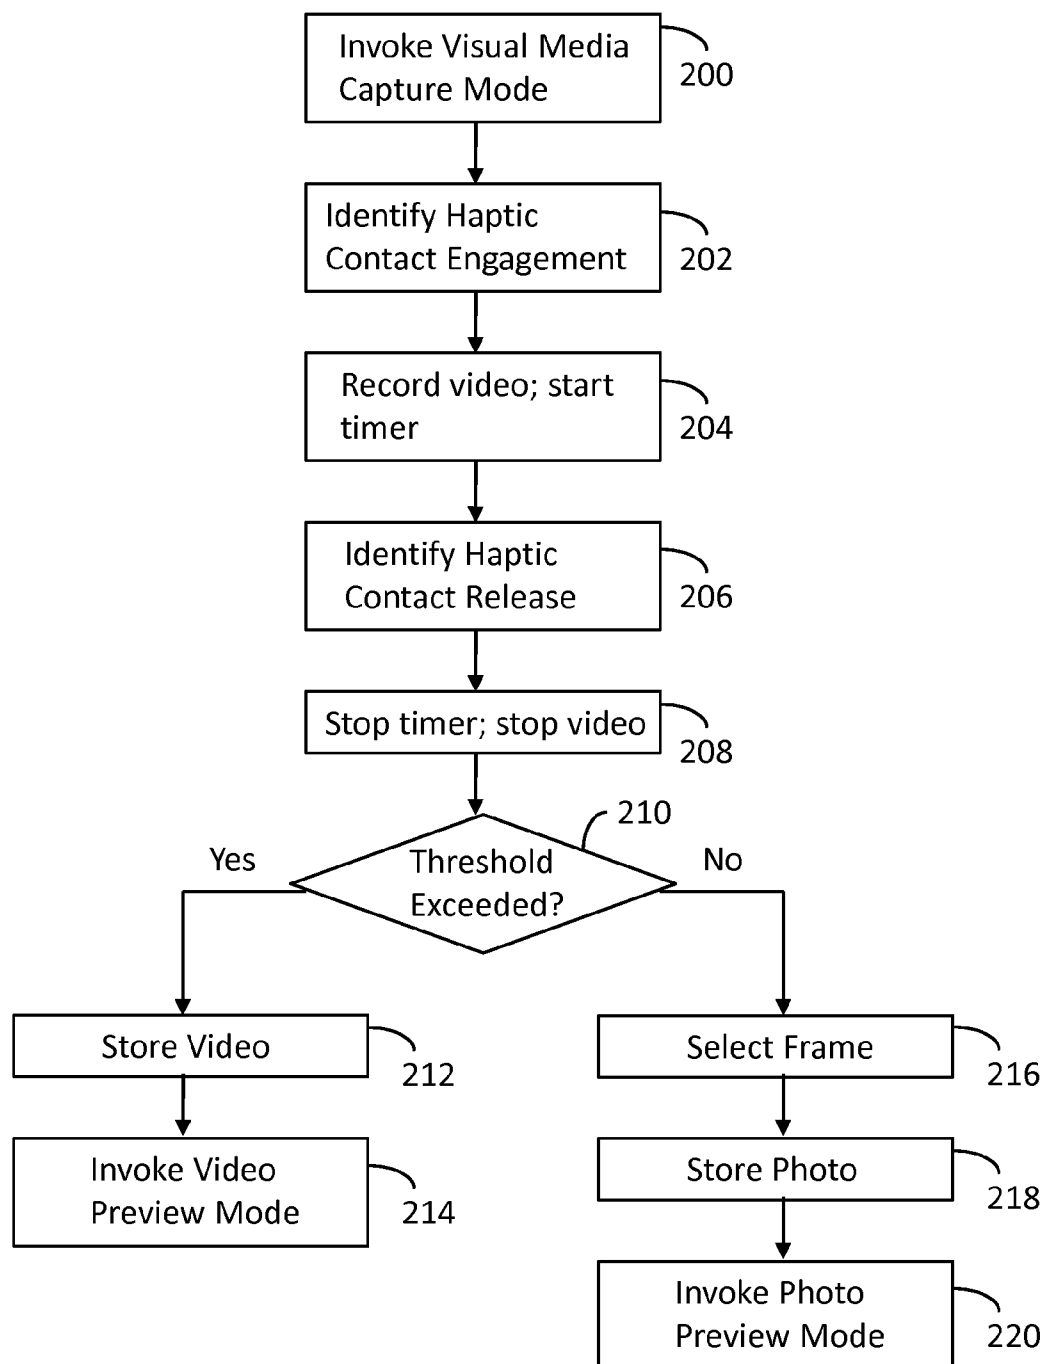 Invoke Visual Media
Capture Mode
200
Identify Haptic
Contact Engagement
202
Record video; start
timer
204
Identify Haptic
Contact Release
206
Stop timer; stop video
208
210
Threshold
Exceeded?
Yes
No
Store Video
212
Select Frame
216
Invoke Video
Preview Mode
214
Store Photo
218
Invoke Photo
Preview Mode
220